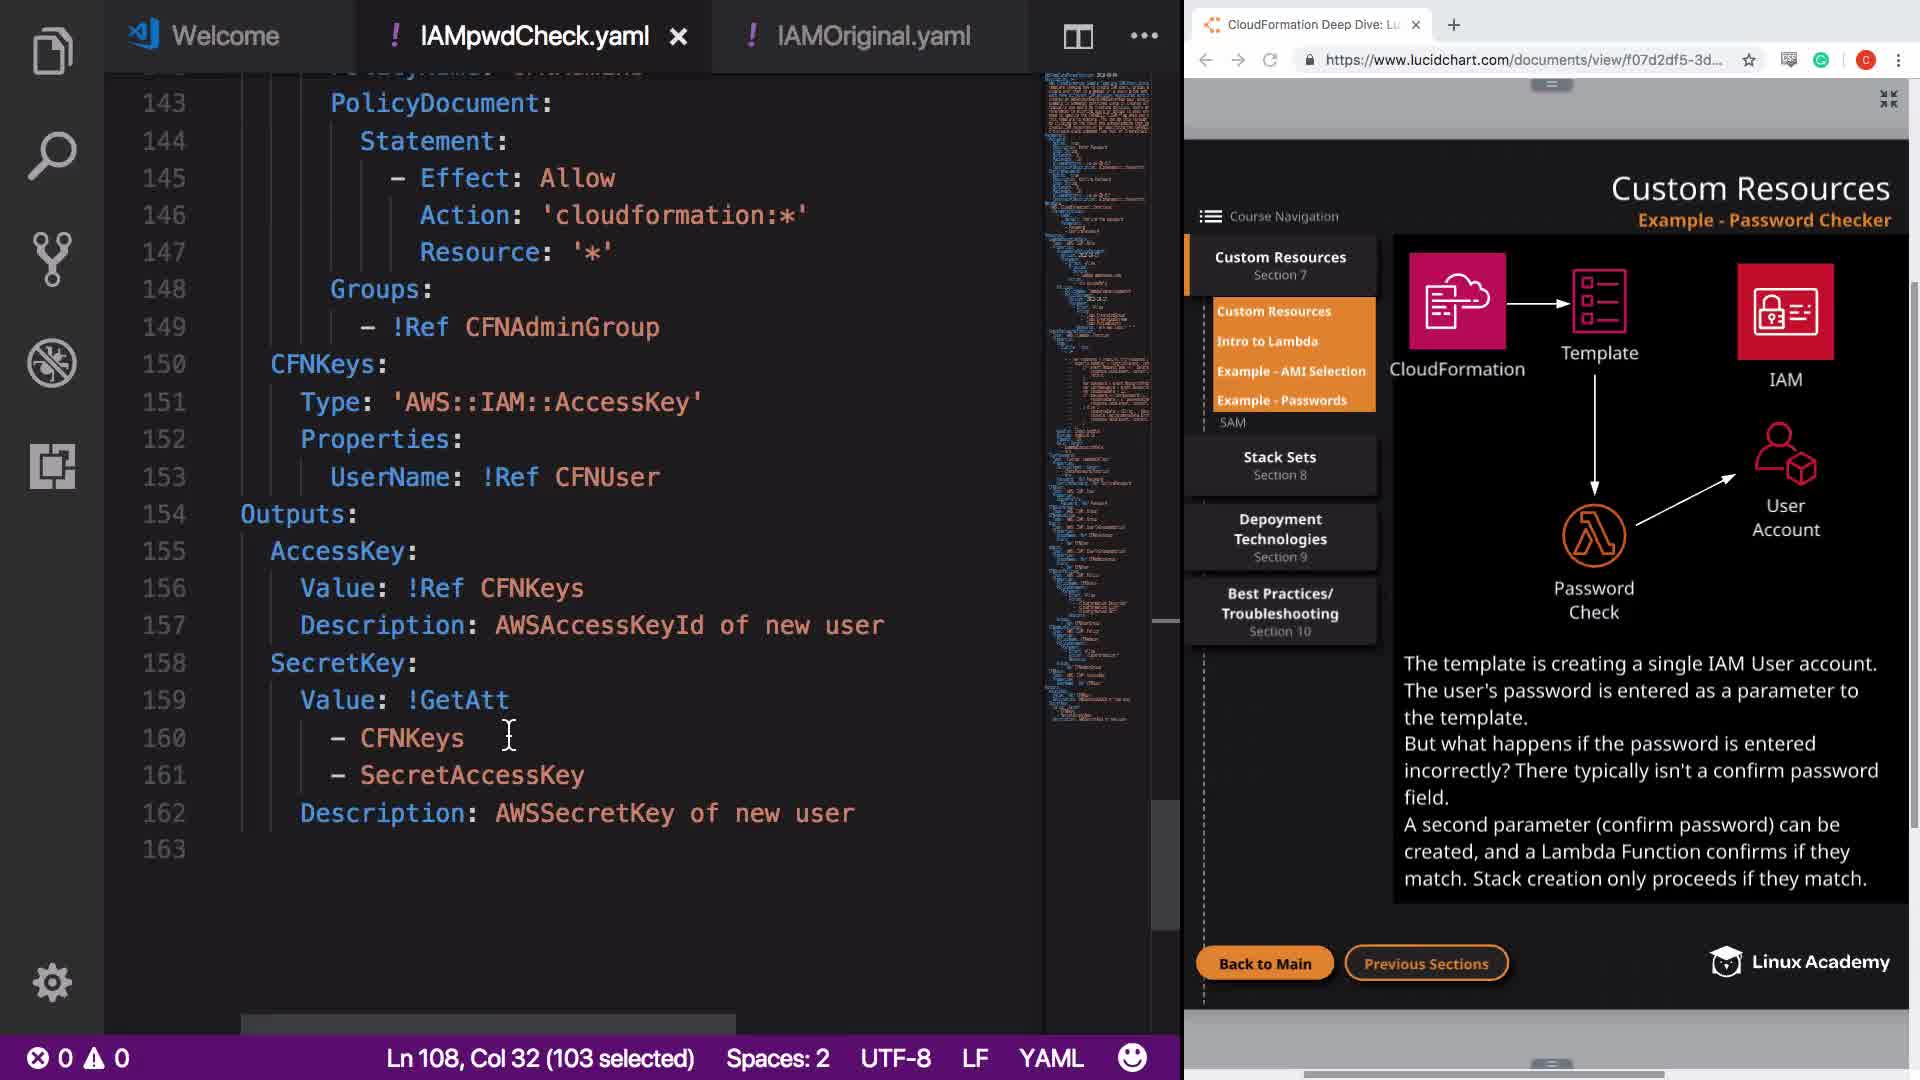 Welcome
! IAMpwdCheck.yaml
! IAMOriginal.yaml
143 PolicyDocument:
144 Statement:
145 - Effect: Allow
146 Action: 'cloudformation:*'
147 Resource: '*'
148 Groups:
149 - !Ref CFNAdminGroup
150 CFNKeys:
151 Type: 'AWS::IAM::AccessKey'
152 Properties:
153 UserName: !Ref CFNUser
154 Outputs:
155 AccessKey:
156 Value: !Ref CFNKeys
157 Description: AWSAccessKeyId of new user
158 SecretKey:
159 Value: !GetAtt
160 - CFNKeys
161 - SecretAccessKey
162 Description: AWSSecretKey of new user
163
0 0
Ln 108, Col 32 (103 selected)
Spaces: 2
UTF-8
LF
YAML
CloudFormation Deep Dive: Lu
https://www.lucidchart.com/documents/view/f07d2df5-3d...
C
Custom Resources
Example - Password Checker
Course Navigation
Custom Resources
Section 7
Custom Resources
Intro to Lambda
Example - AMI Selection
Example - Passwords
SAM
Stack Sets
Section 8
Depoyment
Technologies
Section 9
Best Practices/
Troubleshooting
Section 10
CloudFormation
Template
IAM
User
Account
Password
Check
The template is creating a single IAM User account.
The user's password is entered as a parameter to
the template.
But what happens if the password is entered
incorrectly? There typically isn't a confirm password
field.
A second parameter (confirm password) can be
created, and a Lambda Function confirms if they
match. Stack creation only proceeds if they match.
Back to Main
Previous Sections
Linux Academy